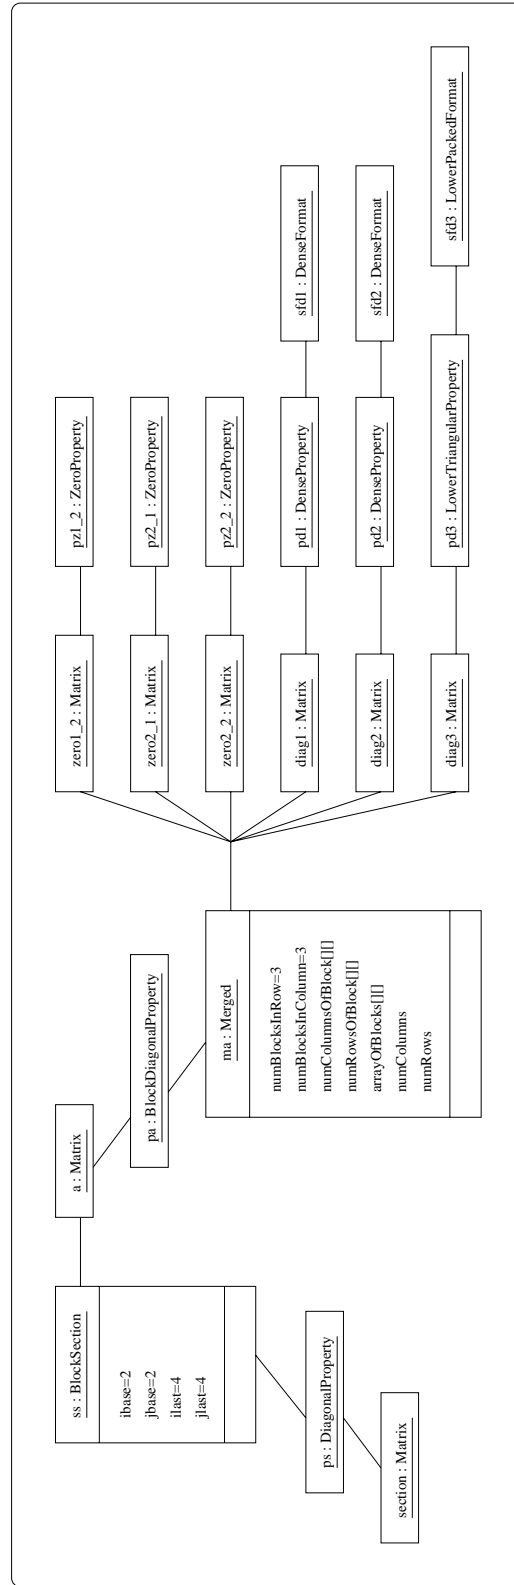 section : Matrix
ps : DiagonalProperty
ss : BlockSection
ibase=2
jbase=2
ilast=4
jlast=4
a : Matrix
pa : BlockDiagonalProperty
ma : Merged
numBlocksInRow=3
numBlocksInColumn=3
numColumnsOfBlock[][]
numRowsOfBlock[][]
arrayOfBlocks[][]
numColumns
numRows
zero1_2 : Matrix
pz1_2 : ZeroProperty
zero2_1 : Matrix
pz2_1 : ZeroProperty
zero2_2 : Matrix
pz2_2 : ZeroProperty
diag1 : Matrix
pd1 : DenseProperty
sfd1 : DenseFormat
diag2 : Matrix
pd2 : DenseProperty
sfd2 : DenseFormat
diag3 : Matrix
pd3 : LowerTriangularProperty
sfd3 : LowerPackedFormat